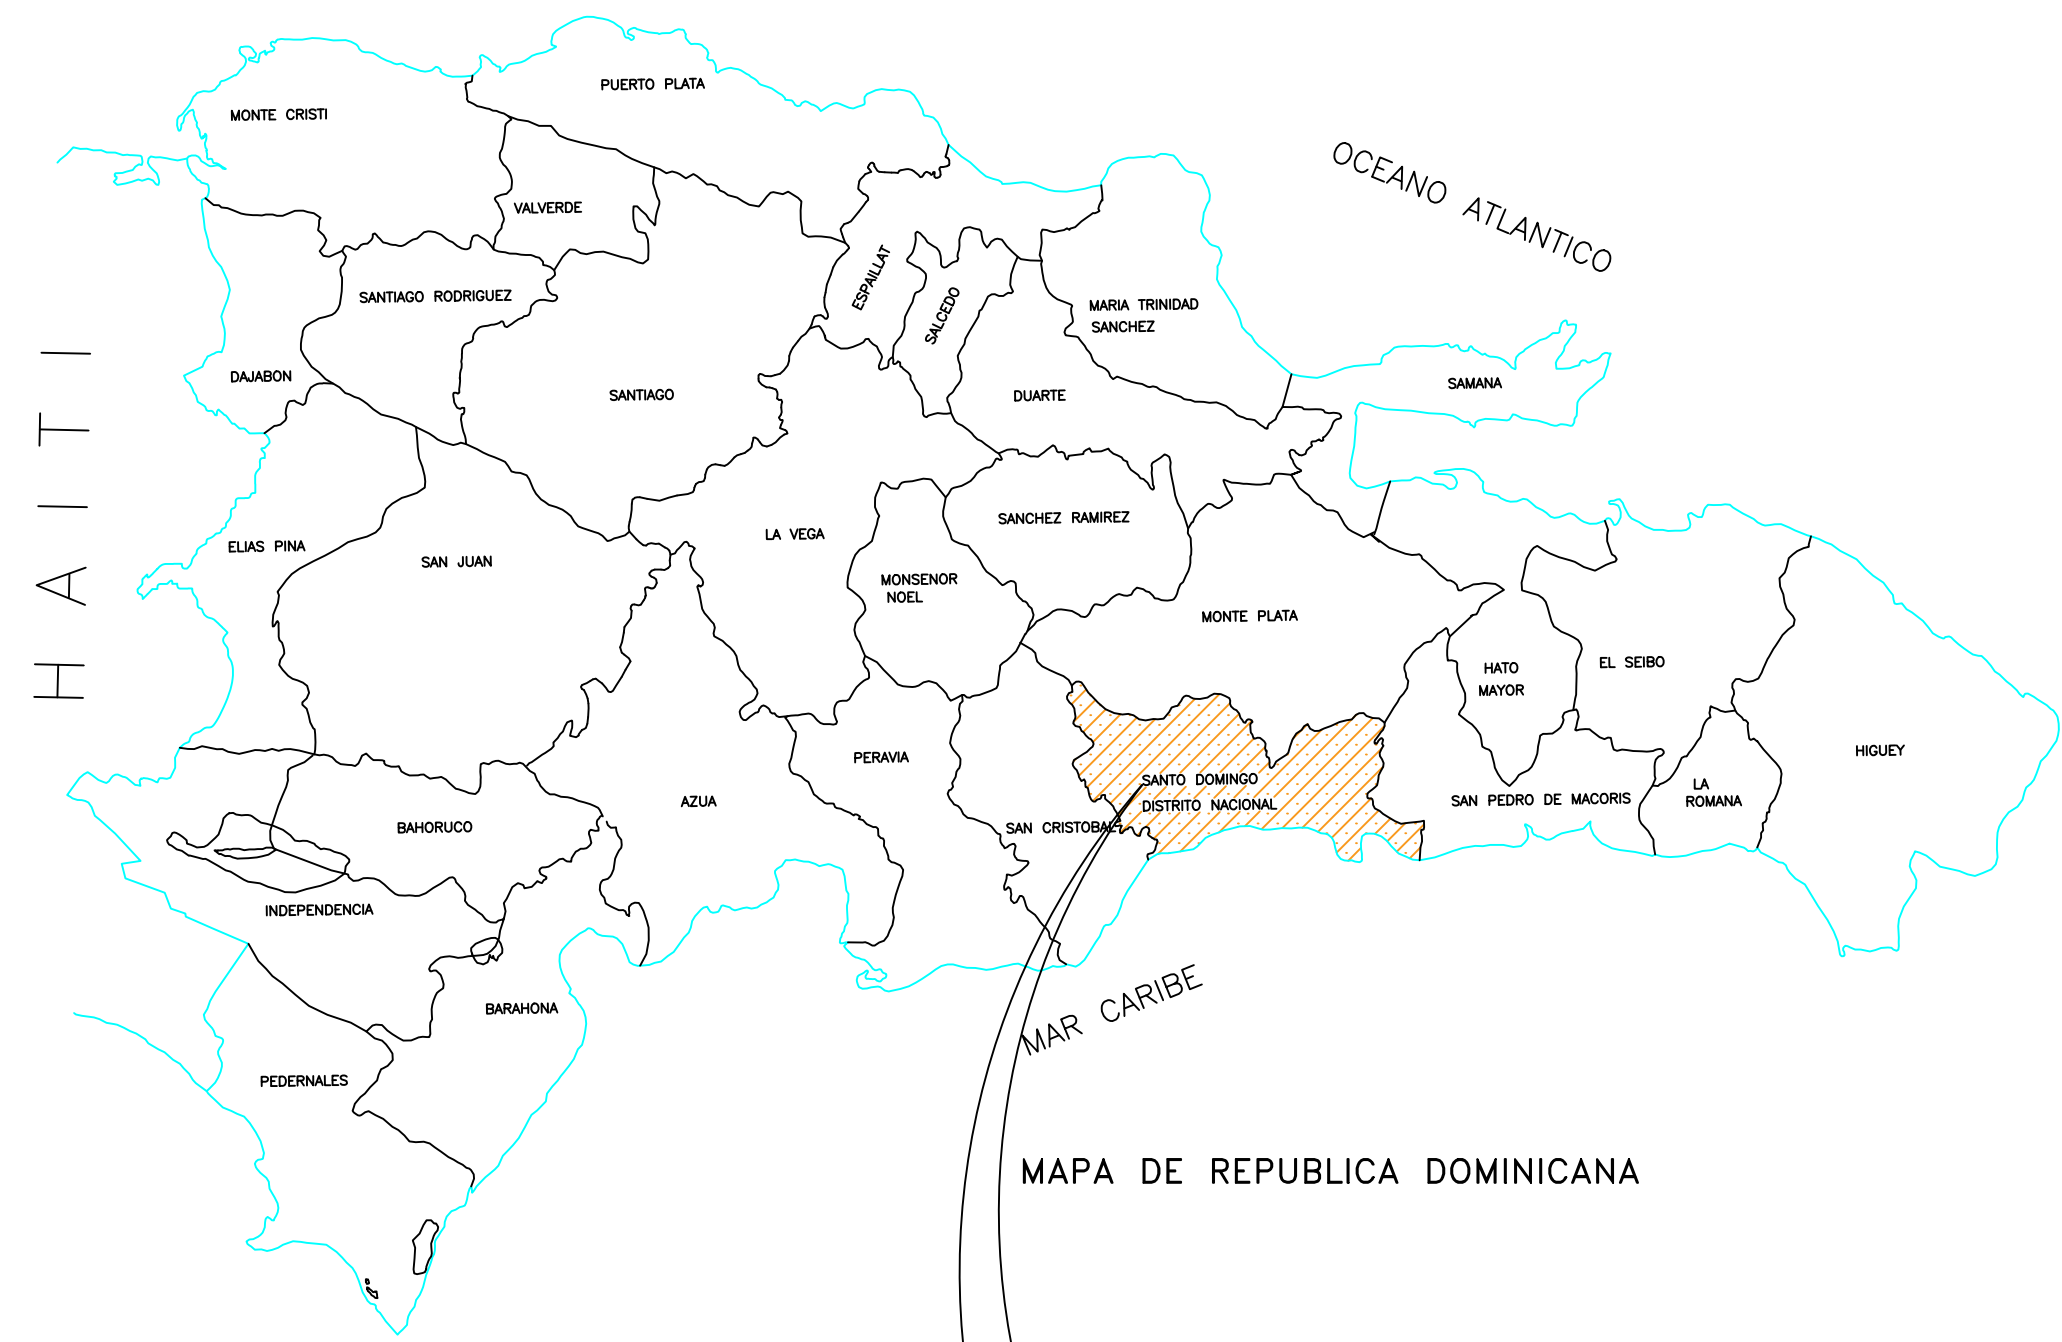 PUERTO PLATA
MONTE CRISTI
OCEANO ATLANTICO
VALVERDE
ESPAILLAT
SANTIAGO RODRIGUEZ
SALCEDO
MARIA TRINIDAD
SANCHEZ
HAITI
DAJABON
SANTIAGO
DUARTE
SAMANA
ELIAS PINA
SAN JUAN
LA VEGA
SANCHEZ RAMIREZ
MONSENOR
NOEL
MONTE PLATA
HATO
MAYOR
EL SEIBO
HIGUEY
PERAVIA
AZUA
SANTO DOMINGO
DISTRITO NACIONAL
SAN PEDRO DE MACORIS
LA
ROMANA
BAHORUCO
SAN CRISTOBAL
INDEPENDENCIA
BARAHONA
MAR CARIBE
PEDERNALES
MAPA DE REPUBLICA DOMINICANA